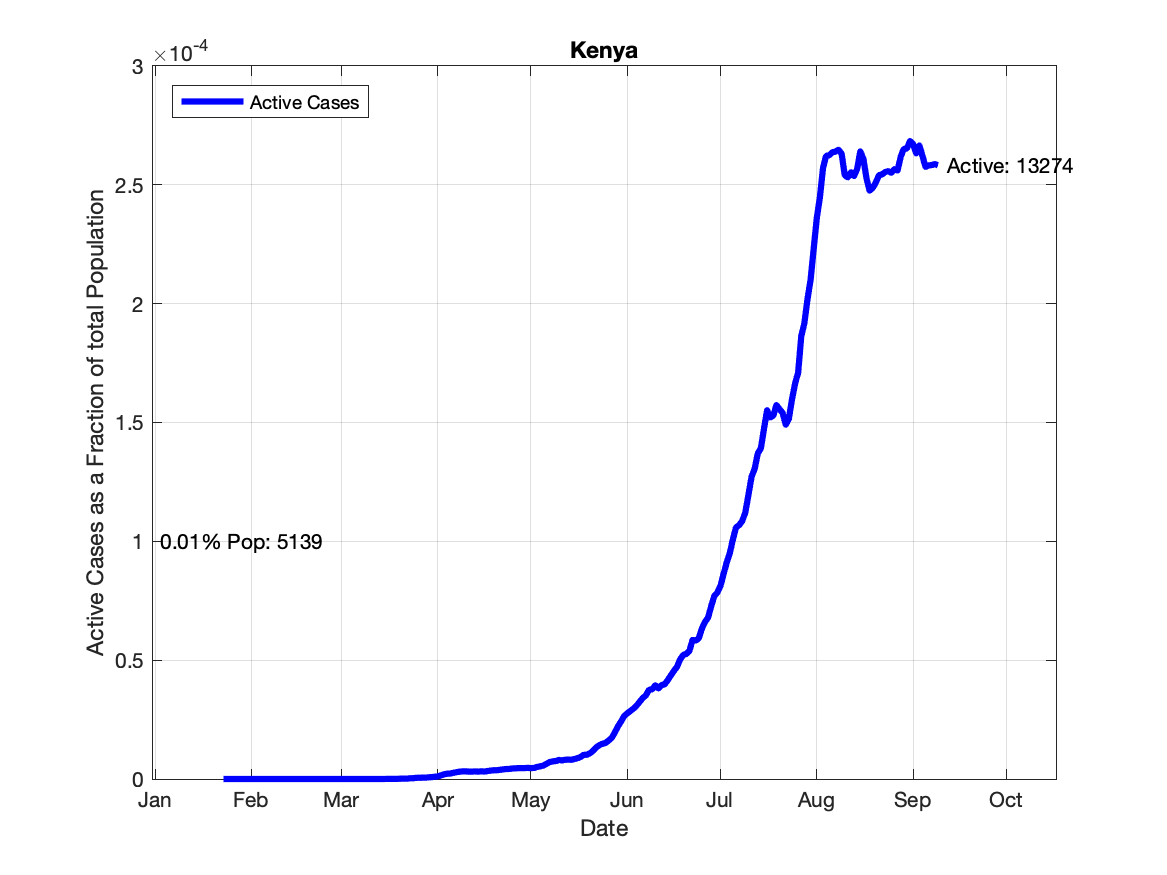 Kenya
×10-4
3
2.5
2
1.5
1
0.5
0
Active Cases
Active: 13274
0.01% Pop: 5139
Active Cases as a Fraction of total Population
Jan Feb Mar Apr May Jun Jul Aug Sep Oct
Date